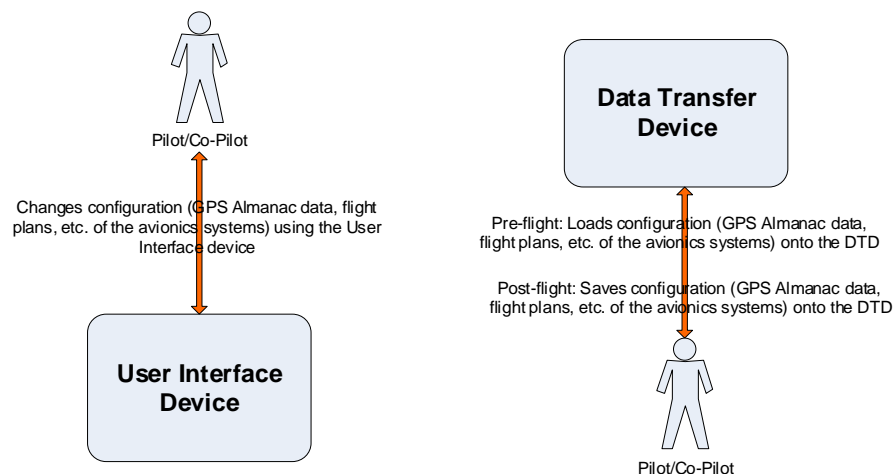 Pilot/Co-Pilot
Changes configuration (GPS Almanac data, flight
plans, etc. of the avionics systems) using the User
Interface device
User Interface
Device
Data Transfer
Device
Pre-flight: Loads configuration (GPS Almanac data,
flight plans, etc. of the avionics systems) onto the DTD
Post-flight: Saves configuration (GPS Almanac data,
flight plans, etc. of the avionics systems) onto the DTD
Pilot/Co-Pilot